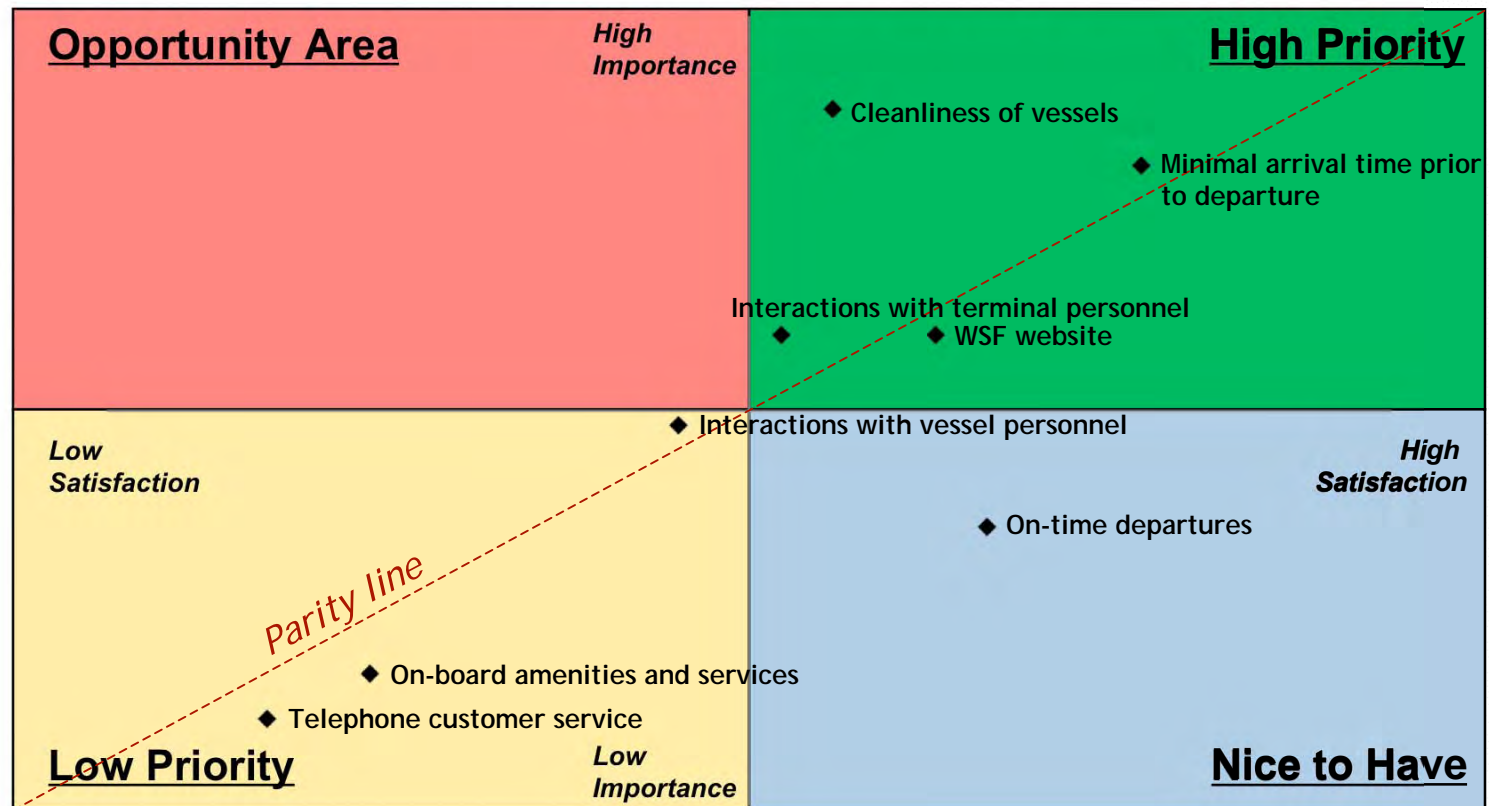 Opportunity Area
High
Importance
High Priority
Cleanliness of vessels
Minimal arrival time prior
to departure
Interactions with terminal personnel
WSF website
Interactions with vessel personnel
Low
Satisfaction
High
Satisfaction
On-time departures
Parity line
On-board amenities and services
Telephone customer service
Low Priority
Low
Importance
Nice to Have